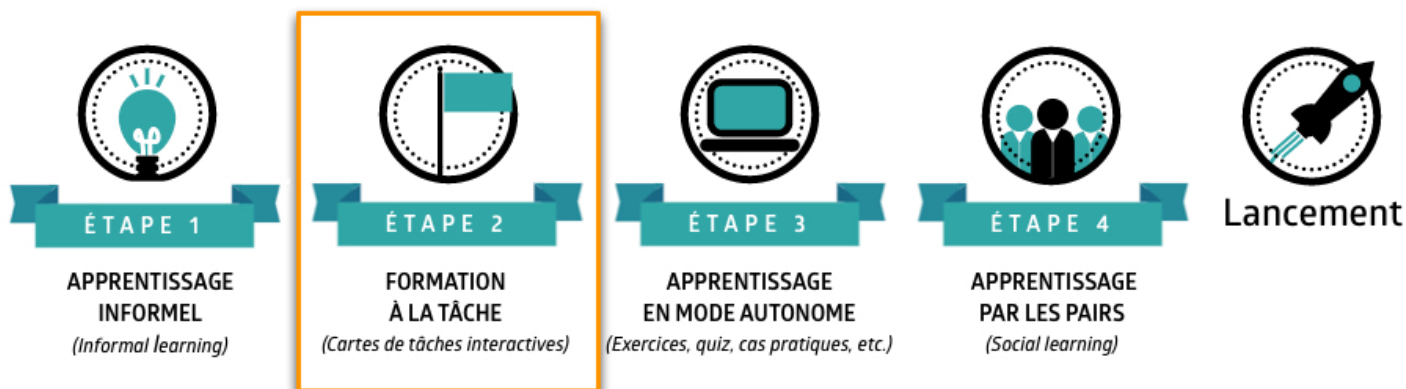 ÉTAPE 1
APPRENTISSAGE
INFORMEL
(Informal learning)
ÉTAPE 2
FORMATION
À LA TÂCHE
(Cartes de tâches interactives)
ÉTAPE 3
APPRENTISSAGE
EN MODE AUTONOME
(Exercices, quiz, cas pratiques, etc.)
ÉTAPE 4
APPRENTISSAGE
PAR LES PAIRS
(Social learning)
Lancement